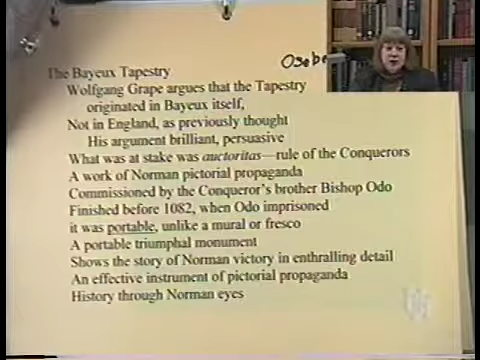 Osebe
The Bayeux Tapestry
Wolfgang Grape argues that the Tapestry
originated in Bayeux itself,
Not in England, as previously thought
His argument brilliant, persuasive
What was at stake was auctoritas—rule of the Conquerors
A work of Norman pictorial propaganda
Commissioned by the Conqueror's brother Bishop Odo
Finished before 1082, when Odo imprisoned
it was portable, unlike a mural or fresco
A portable triumphal monument
Shows the story of Norman victory in enthralling detail
An effective instrument of pictorial propaganda
History through Norman eyes